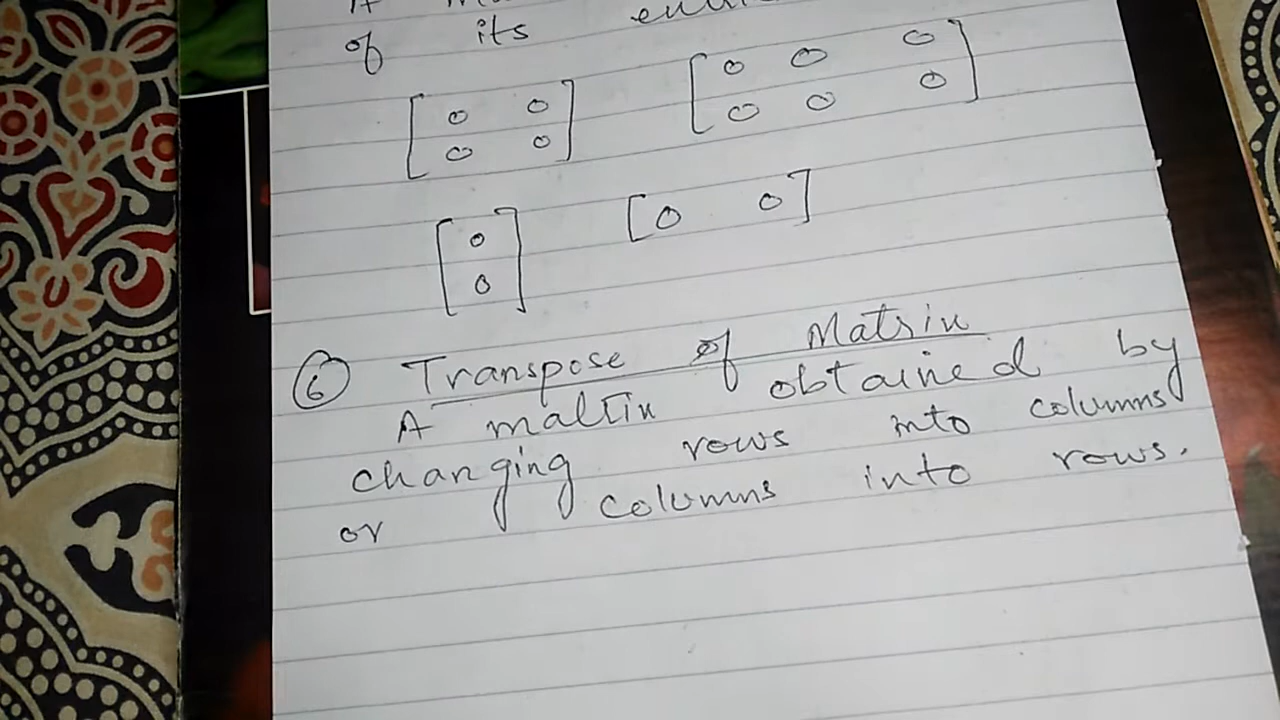 of its
[0 0 0 0] [0 0 0 0 0 0]
[0 0] [0 0]
6 Transpose of Matrix
A matrix obtained by
changing rows into columns
or columns into rows.